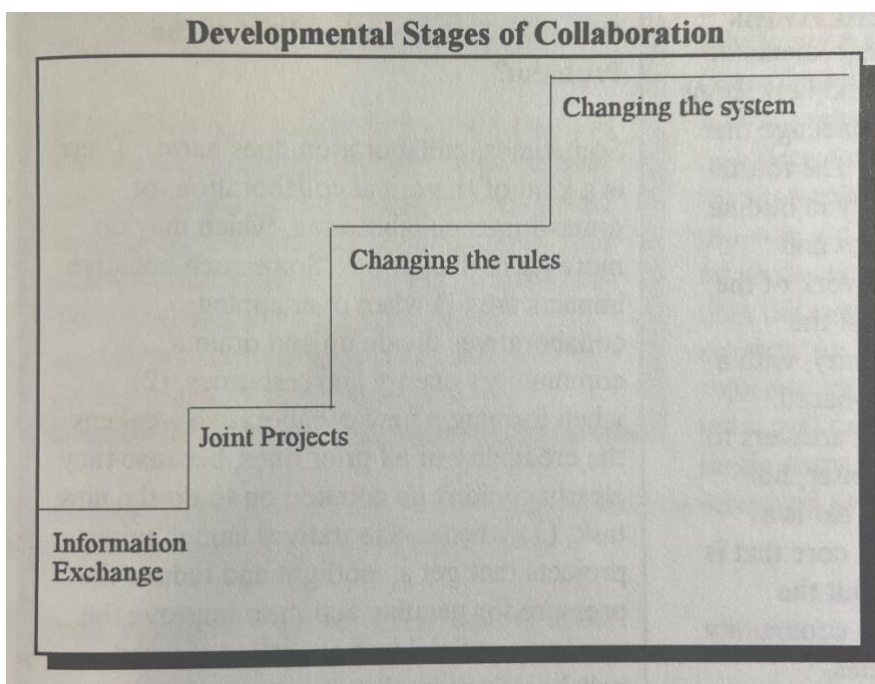 Developmental Stages of Collaboration
Changing the system
Changing the rules
Joint Projects
Information
Exchange